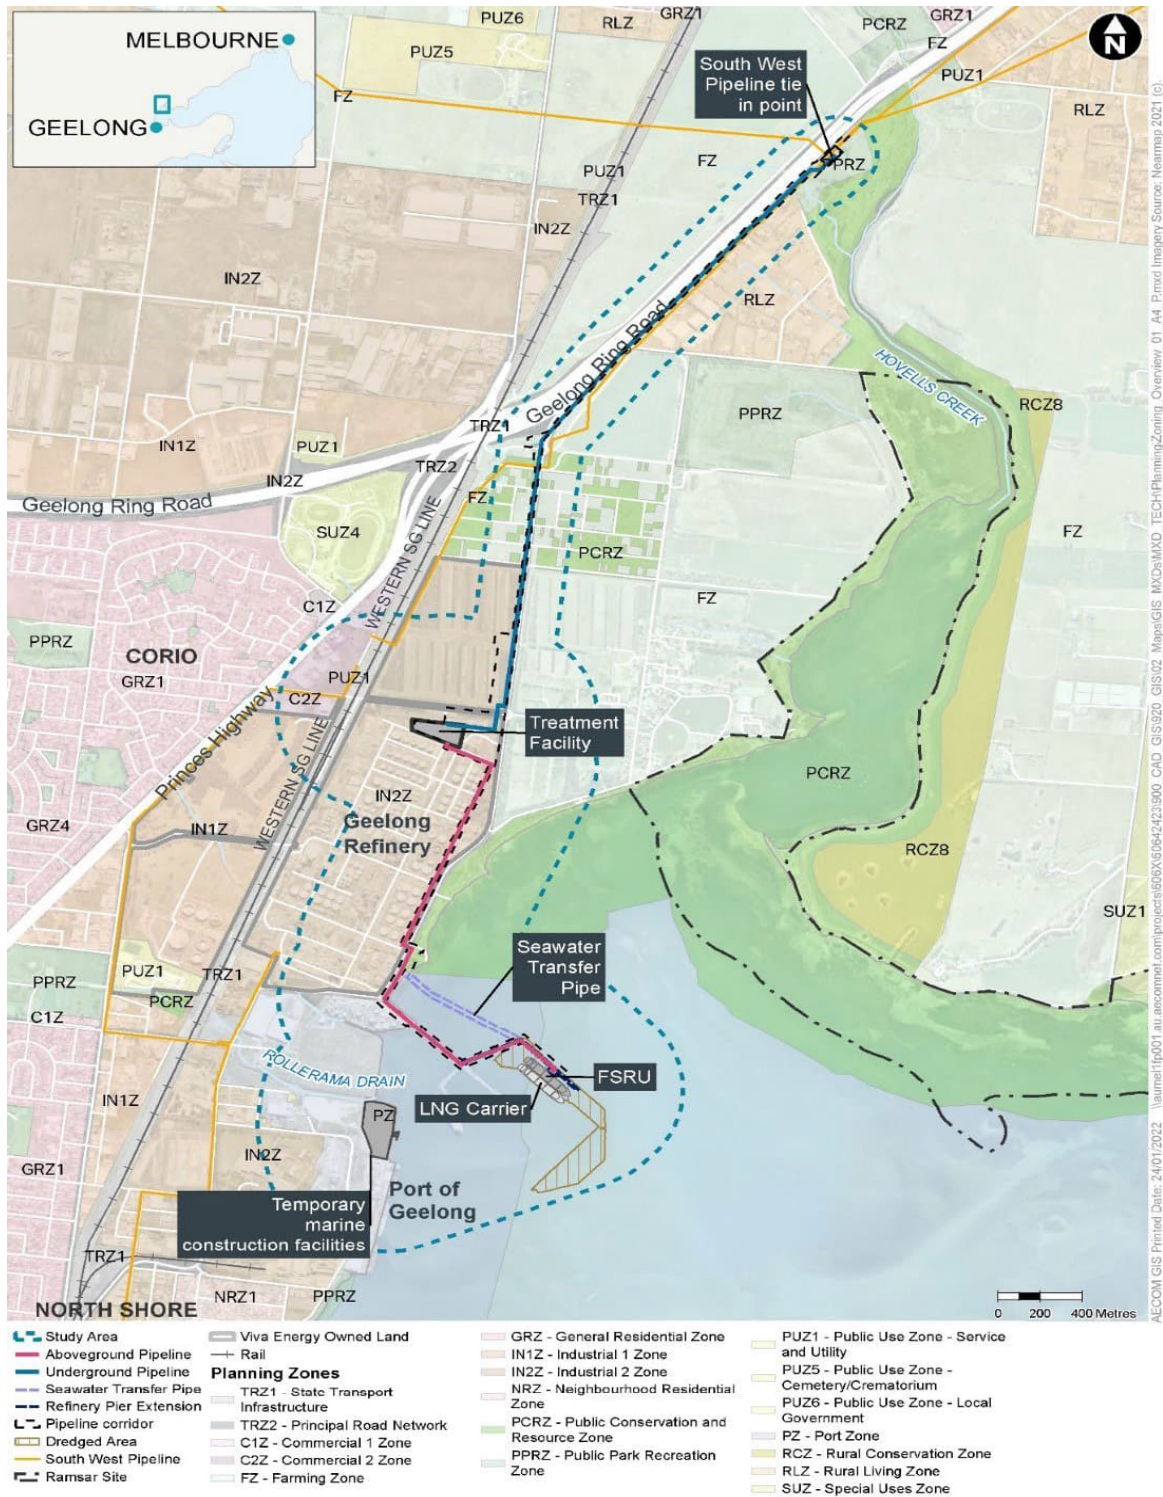 MELBOURNE
GEELONG
N
PUZ6
PUZ5
RLZ
GRZ1
PCRZ
GRZ1
FZ
PUZ1
RLZ
FZ
South West
Pipeline tie
in point
PUZ1
FZ
PPRZ
TRZ1
IN2Z
IN2Z
RLZ
Geelong Ring Road
HOVELLS CREEK
RCZ8
PPRZ
TRZ1
IN1Z
PUZ1
TRZ2
IN2Z
Geelong Ring Road
FZ
SUZ4
WESTERN SG LINE
PCRZ
FZ
FZ
C1Z
PPRZ
CORIO
GRZ1
PUZ1
C2Z
Princes Highway
Treatment
Facility
WESTERN SG LINE
PCRZ
IN2Z
Geelong
Refinery
GRZ4
IN1Z
RCZ8
SUZ1
Seawater
Transfer
Pipe
PPRZ
PUZ1
TRZ1
PCRZ
C1Z
ROLLERAMA DRAIN
FSRU
LNG Carrier
IN1Z
PZ
GRZ1
IN2Z
Port of
Geelong
Temporary
marine
construction facilities
TRZ1
NRZ1
PPRZ
NORTH SHORE
0 200 400 Metres
Study Area
Aboveground Pipeline
Underground Pipeline
Seawater Transfer Pipe
Refinery Pier Extension
Pipeline corridor
Dredged Area
South West Pipeline
Ramsar Site
Viva Energy Owned Land
Rail
Planning Zones
TRZ1 - State Transport
Infrastructure
TRZ2 - Principal Road Network
C1Z - Commercial 1 Zone
C2Z - Commercial 2 Zone
FZ - Farming Zone
GRZ - General Residential Zone
IN1Z - Industrial 1 Zone
IN2Z - Industrial 2 Zone
NRZ - Neighbourhood Residential
Zone
PCRZ - Public Conservation and
Resource Zone
PPRZ - Public Park Recreation
Zone
PUZ1 - Public Use Zone - Service
and Utility
PUZ5 - Public Use Zone -
Cemetery/Crematorium
PUZ6 - Public Use Zone - Local
Government
PZ - Port Zone
RCZ - Rural Conservation Zone
RLZ - Rural Living Zone
SUZ - Special Uses Zone
AECOM GIS Printed Date: 24/01/2022
Imagery Source: Nearmap 2021 (c).